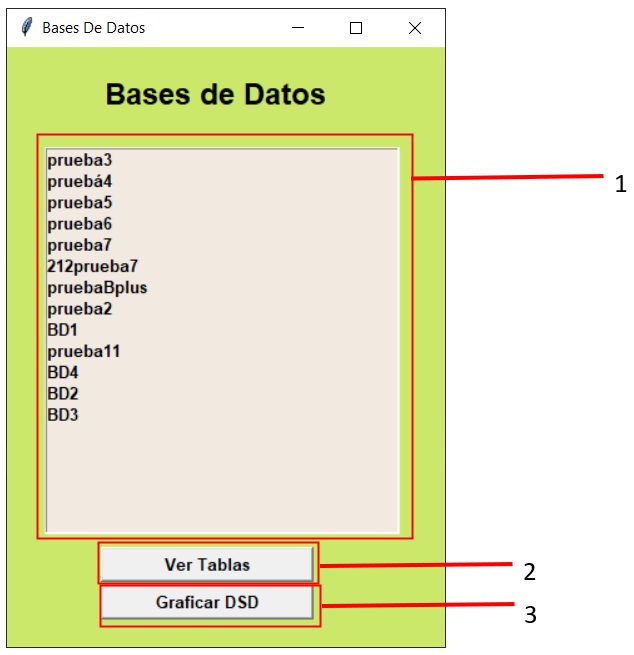 Bases De Datos
Bases de Datos
prueba3
pruebá4
prueba5
prueba6
prueba7
212prueba7
pruebaBplus
prueba2
BD1
prueba11
BD4
BD2
BD3
1
Ver Tablas
2
Graficar DSD
3